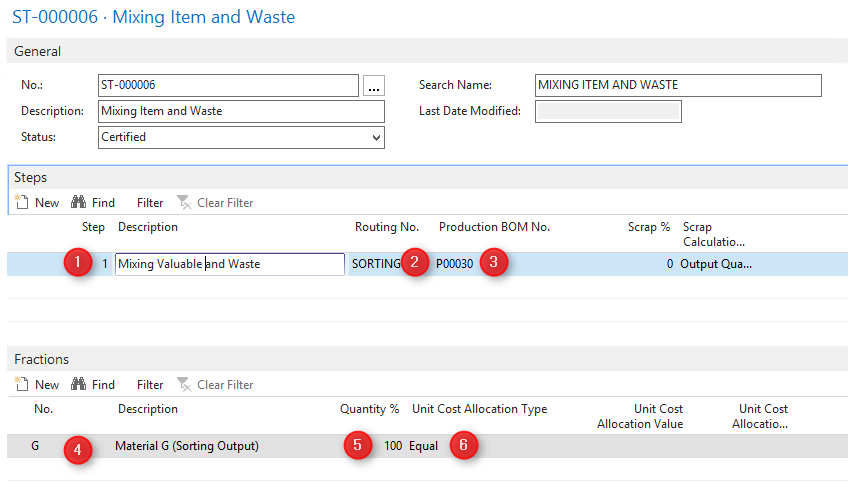 ST-000006 · Mixing Item and Waste
General
No.: ST-000006 ... Search Name: MIXING ITEM AND WASTE
Description: Mixing Item and Waste Last Date Modified:
Status: Certified
Steps
New Find Filter Clear Filter
Step Description Routing No. Production BOM No. Scrap % Scrap
Calculatio...
1 1 Mixing Valuable and Waste SORTING 2 P00030 3 0 Output Qua...
Fractions
New Find Filter Clear Filter
No. Description Quantity % Unit Cost Allocation Type Unit Cost Unit Cost
Allocation Value Allocatio...
G 4 Material G (Sorting Output) 5 100 Equal 6